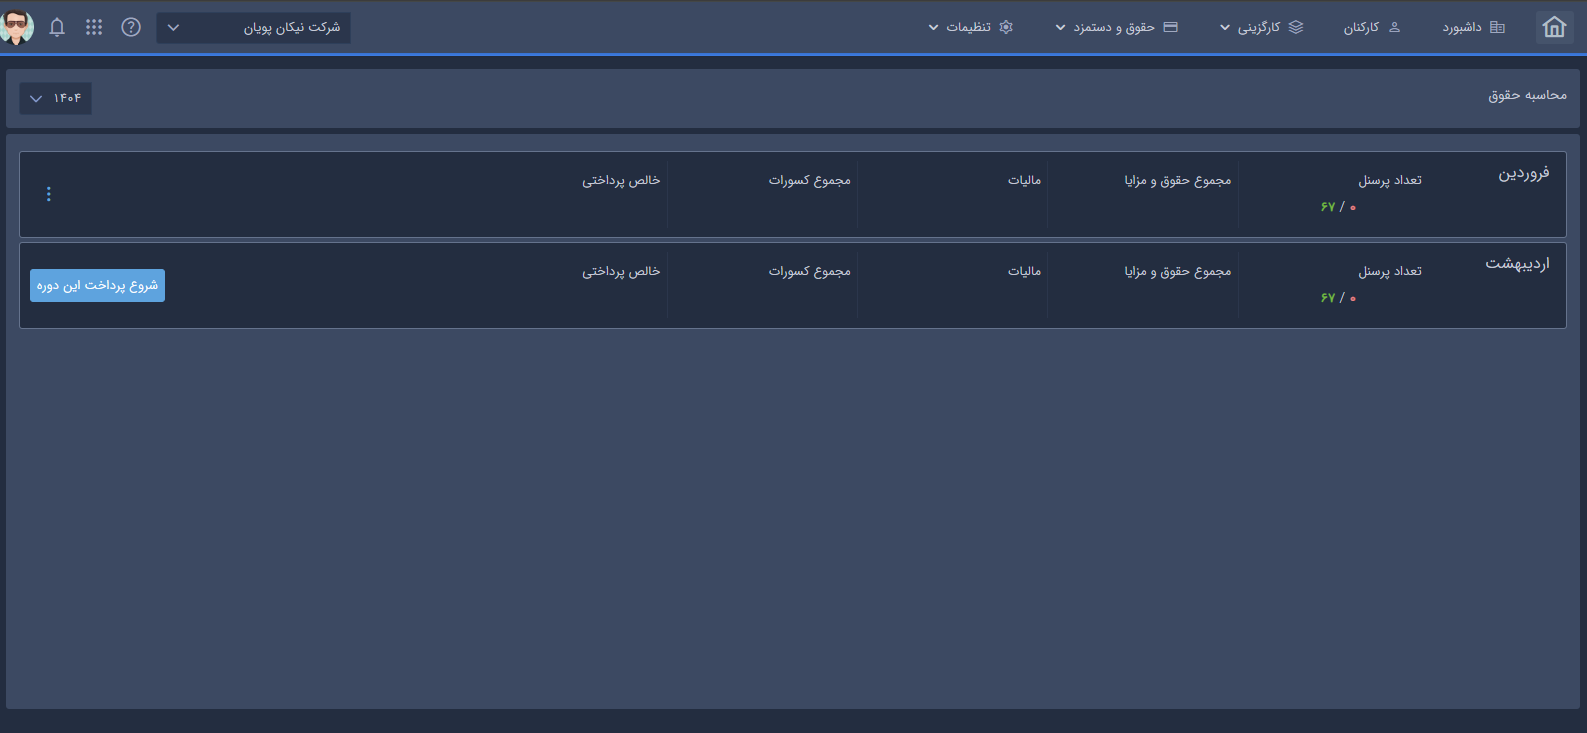 داشبورد کارکنان کارگزینی حقوق و دستمزد تنظیمات شرکت نیکان پویان
محاسبه حقوق ۱۴۰۴
فروردین تعداد پرسنل مجموع حقوق و مزایا مالیات مجموع کسورات خالص پرداختی
۰ / ۶۷
اردیبهشت تعداد پرسنل مجموع حقوق و مزایا مالیات مجموع کسورات خالص پرداختی
شروع پرداخت این دوره
۰ / ۶۷